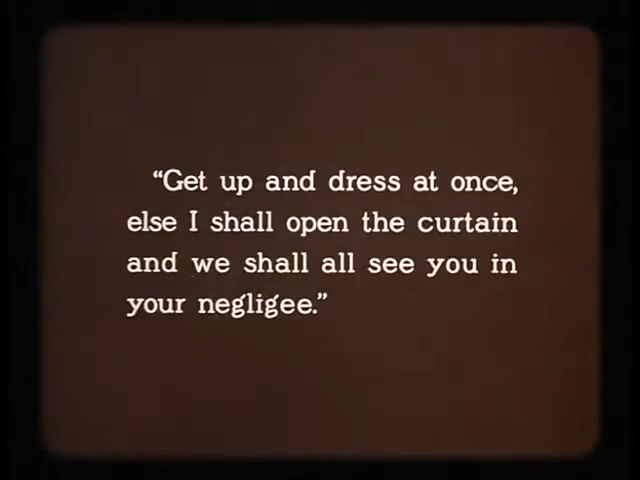 “Get up and dress at once,
else I shall open the curtain
and we shall all see you in
your negligee.”